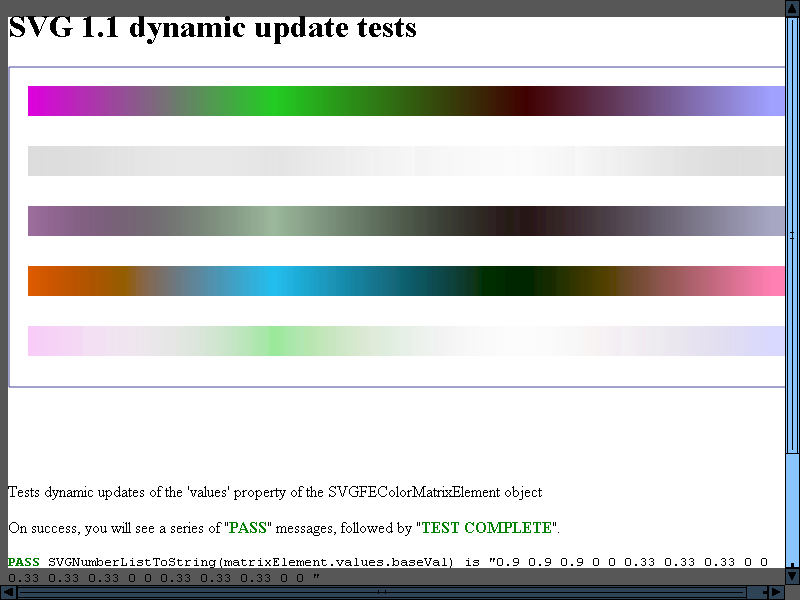 SVG 1.1 dynamic update tests
Tests dynamic updates of the 'values' property of the SVGFEColorMatrixElement object
On success, you will see a series of "PASS" messages, followed by "TEST COMPLETE".
PASS SVGNumberListToString(matrixElement.values.baseVal) is "0.9 0.9 0.9 0 0 0.33 0.33 0.33 0 0
0.33 0.33 0.33 0 0 0.33 0.33 0.33 0 0 "